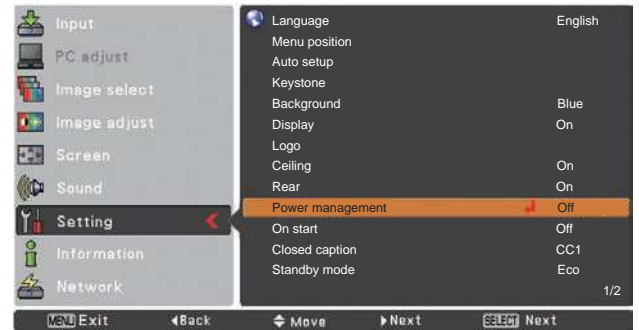 Input
PC adjust
Image select
Image adjust
Screen
Sound
Setting
Information
Network
Language English
Menu position
Auto setup
Keystone
Background Blue
Display On
Logo
Ceiling On
Rear On
Power management Off
On start Off
Closed caption CC1
Standby mode Eco
1/2
MENU Exit ◀Back Move ▶Next SELECT Next